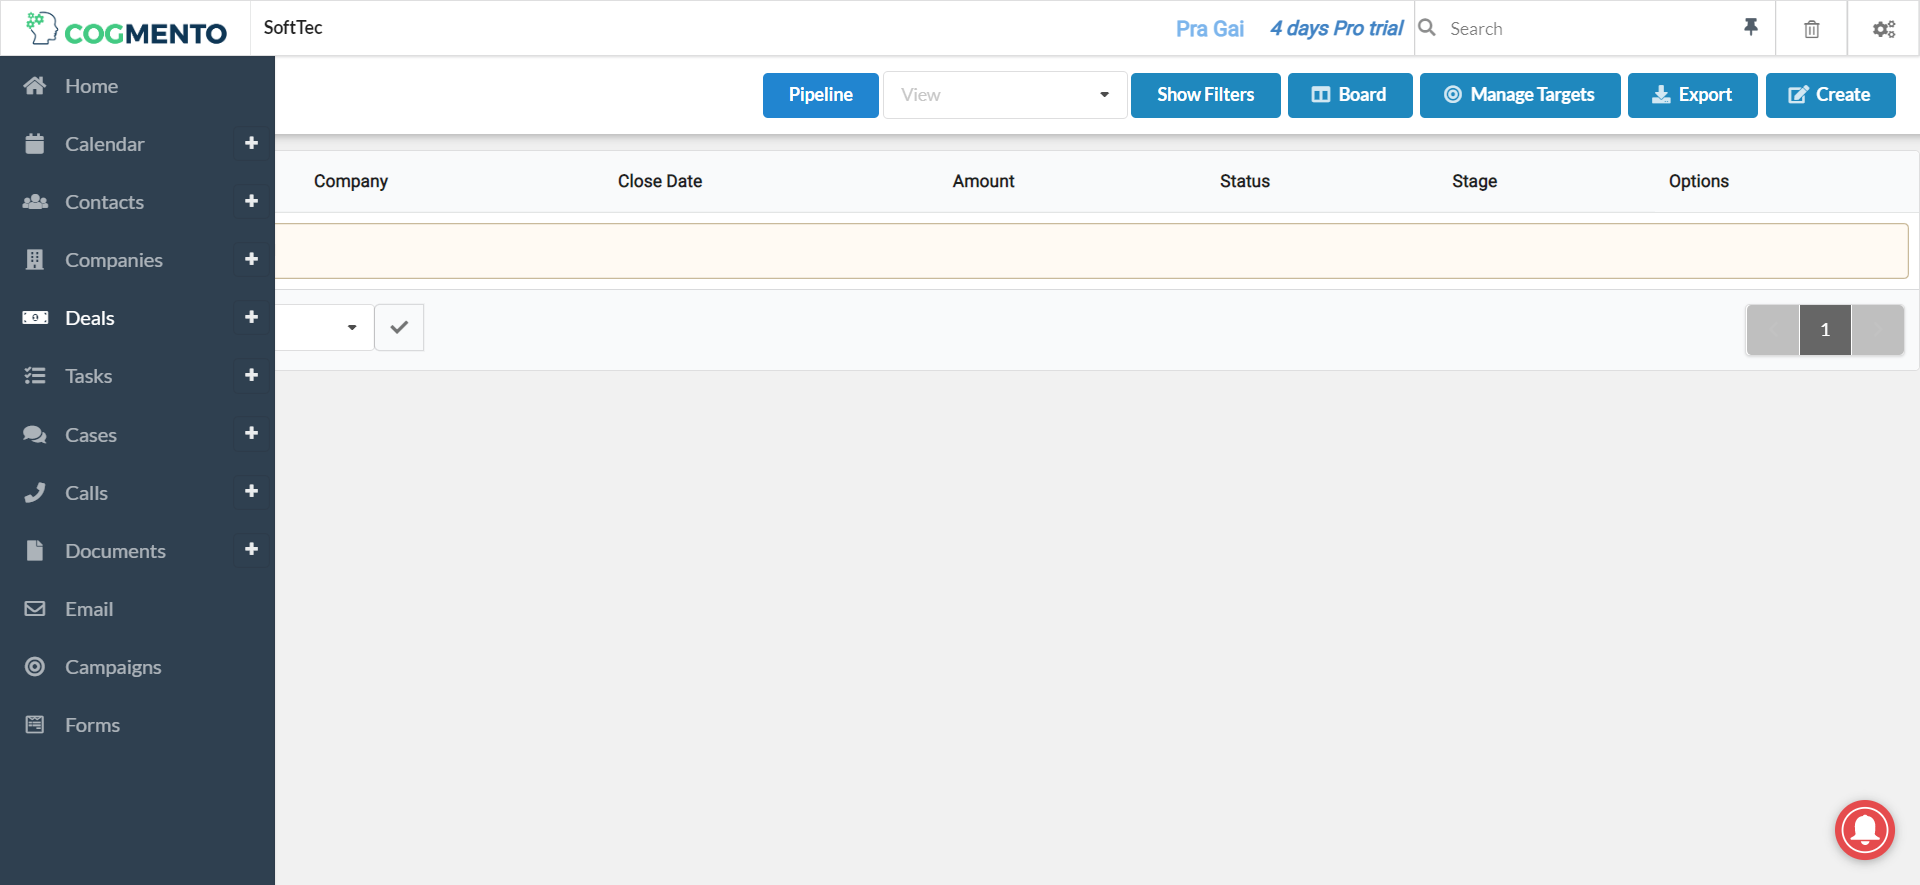 COGMENTO
SoftTec
Pra Gai
4 days Pro trial
Search
Home
Calendar
Contacts
Companies
Deals
Tasks
Cases
Calls
Documents
Email
Campaigns
Forms
Pipeline
View
Show Filters
Board
Manage Targets
Export
Create
Company
Close Date
Amount
Status
Stage
Options
1